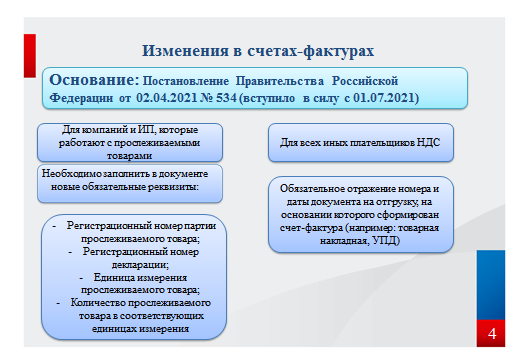 Изменения в счетах-фактурах
Основание: Постановление Правительства Российской
Федерации от 02.04.2021 № 534 (вступило в силу с 01.07.2021)
Для компаний и ИП, которые
работают с прослеживаемыми
товарами
Необходимо заполнить в документе
новые обязательные реквизиты:
- Регистрационный номер партии
прослеживаемого товара;
- Регистрационный номер
декларации;
- Единица измерения
прослеживаемого товара;
- Количество прослеживаемого
товара в соответствующих
единицах измерения
Для всех иных плательщиков НДС
Обязательное отражение номера и
даты документа на отгрузку, на
основании которого сформирован
счет-фактура (например: товарная
накладная, УПД)
4